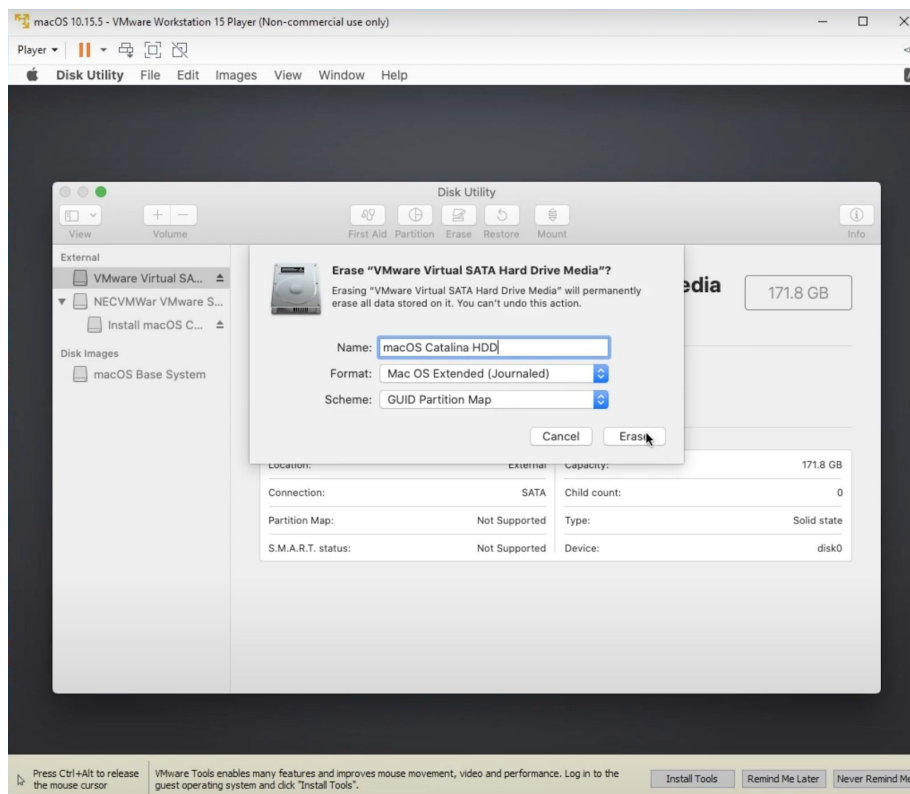 macOS 10.15.5 - VMware Workstation 15 Player (Non-commercial use only)
Player
Disk Utility File Edit Images View Window Help
Disk Utility
View Volume First Aid Partition Erase Restore Mount Info
External
VMware Virtual SA...
NECVMWar VMware S...
Install macOS C...
Disk Images
macOS Base System
Erase “VMware Virtual SATA Hard Drive Media”?
Erasing “VMware Virtual SATA Hard Drive Media” will permanently
erase all data stored on it. You can’t undo this action.
Name: macOS Catalina HDD
Format: Mac OS Extended (Journaled)
Scheme: GUID Partition Map
Cancel Erase
edia
171.8 GB
Location: External Capacity: 171.8 GB
Connection: SATA Child count: 0
Partition Map: Not Supported Type: Solid state
S.M.A.R.T. status: Not Supported Device: disk0
Press Ctrl+Alt to release
the mouse cursor
VMware Tools enables many features and improves mouse movement, video and performance. Log in to the
guest operating system and click "Install Tools".
Install Tools Remind Me Later Never Remind Me